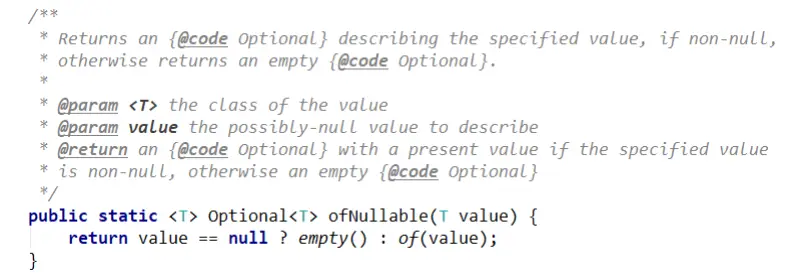 /**
 * Returns an {@code Optional} describing the specified value, if non-null,
 * otherwise returns an empty {@code Optional}.
 *
 * @param <T> the class of the value
 * @param value the possibly-null value to describe
 * @return an {@code Optional} with a present value if the specified value
 * is non-null, otherwise an empty {@code Optional}
 */
public static <T> Optional<T> ofNullable(T value) {
    return value == null ? empty() : of(value);
}